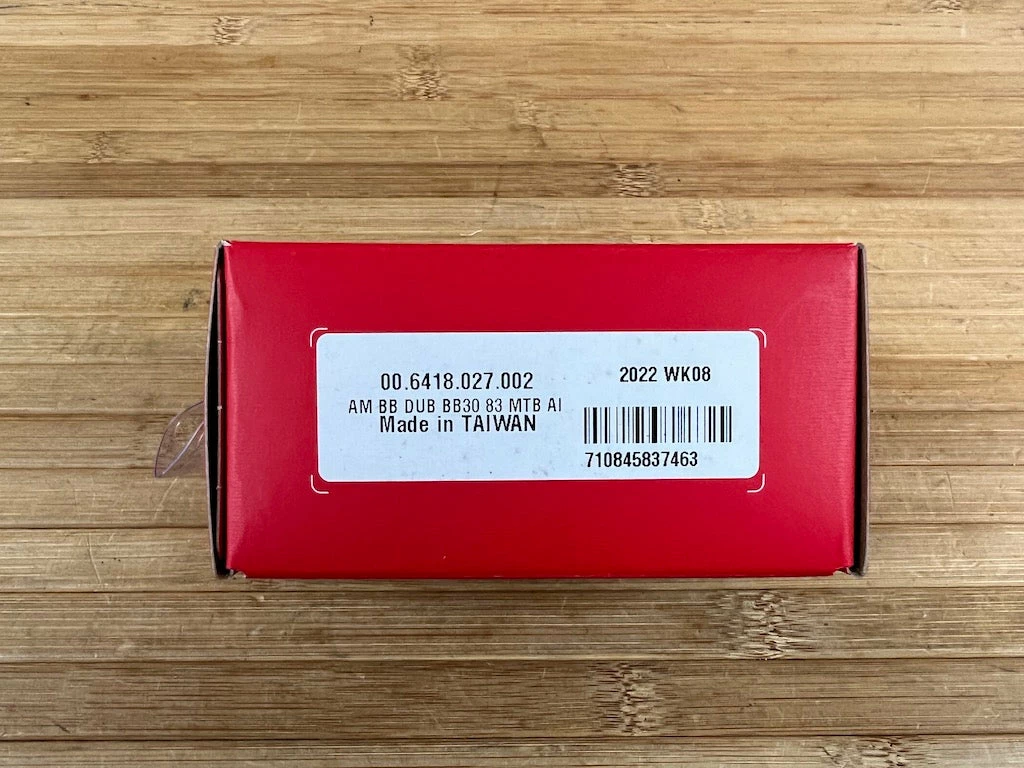 00.6418.027.002
AM BB DUB BB30 83 MTB AI
Made in TAIWAN
2022 WK08
710845837463